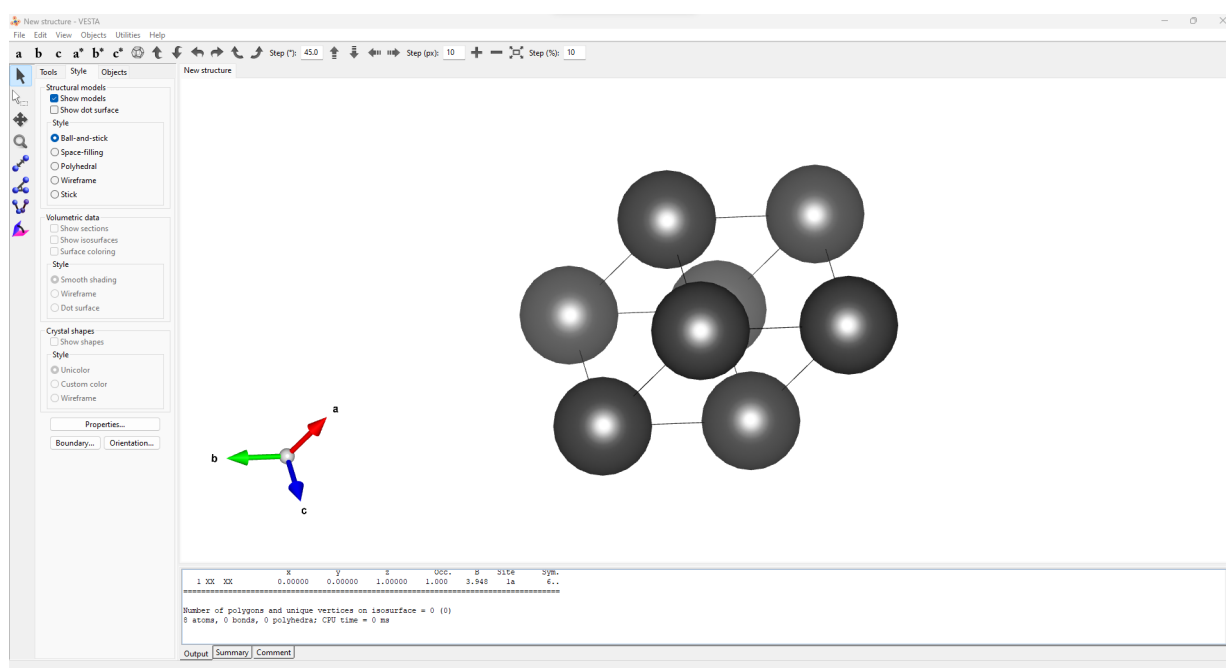 New structure - VESTA
File Edit View Objects Utilities Help
a b c a* b* c* Step (°): 45.0 Step (px): 10 Step (%): 10
Tools Style Objects
New structure
Structural models
Show models
Show dot surface
Style
Ball-and-stick
Space-filling
Polyhedral
Wireframe
Stick
Volumetric data
Show sections
Show isosurfaces
Surface coloring
Style
Smooth shading
Wireframe
Dot surface
Crystal shapes
Show shapes
Style
Unicolor
Custom color
Wireframe
Properties...
Boundary... Orientation...
a
b
c
x y z Occ. B Site Sym.
1 XX XX 0.00000 0.00000 1.00000 1.000 3.948 1a 6..
Number of polygons and unique vertices on isosurface = 0 (0)
8 atoms, 0 bonds, 0 polyhedra; CPU time = 0 ms
Output Summary Comment